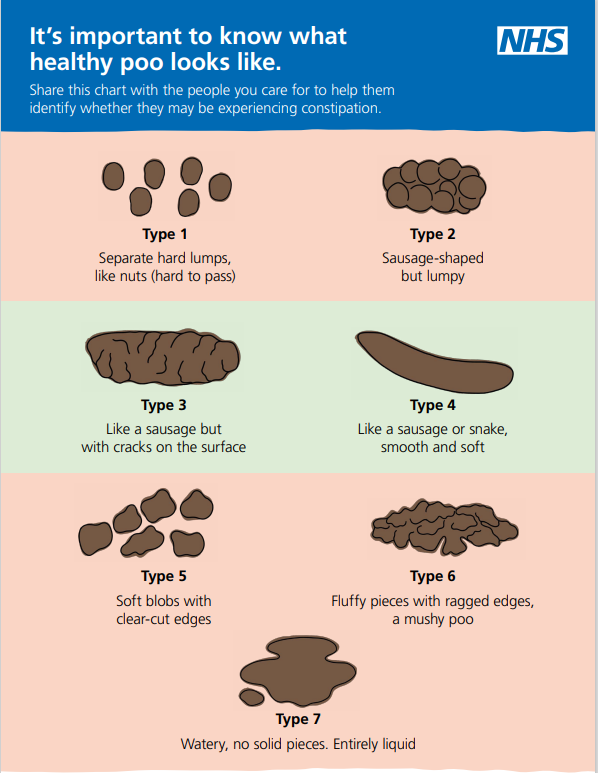 It's important to know what
healthy poo looks like.
NHS
Share this chart with the people you care for to help them
identify whether they may be experiencing constipation.
Type 1
Separate hard lumps,
like nuts (hard to pass)
Type 2
Sausage-shaped
but lumpy
Type 3
Like a sausage but
with cracks on the surface
Type 4
Like a sausage or snake,
smooth and soft
Type 5
Soft blobs with
clear-cut edges
Type 6
Fluffy pieces with ragged edges,
a mushy poo
Type 7
Watery, no solid pieces. Entirely liquid